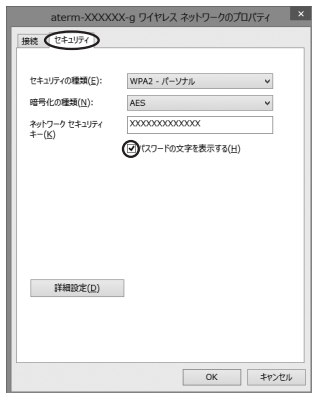 aterm-XXXXXX-g ワイヤレス ネットワークのプロパティ
接続 セキュリティ
セキュリティの種類(E): WPA2 - パーソナル
暗号化の種類(N): AES
ネットワーク セキュリティ
キー(K)
XXXXXXXXXXXXX
パスワードの文字を表示する(H)
詳細設定(D)
OK キャンセル